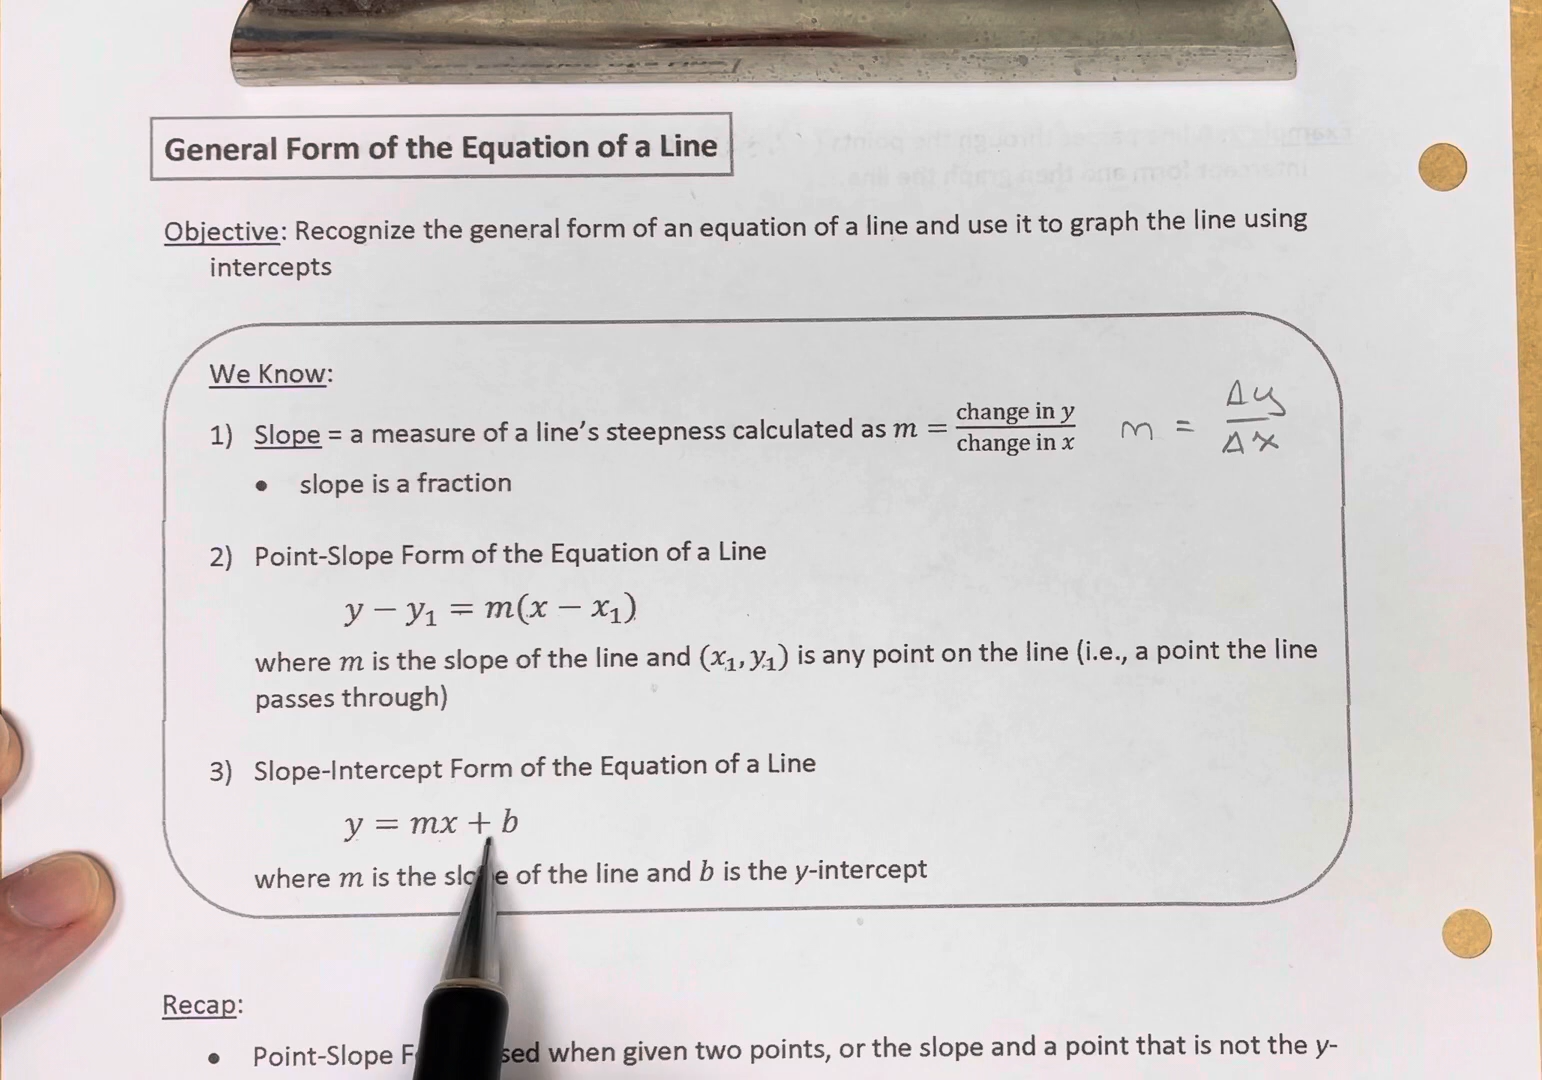 General Form of the Equation of a Line
Objective: Recognize the general form of an equation of a line and use it to graph the line using
intercepts
We Know:
1) Slope = a measure of a line's steepness calculated as m = change in y / change in x m = Δy / Δx
• slope is a fraction
2) Point-Slope Form of the Equation of a Line
y − y₁ = m(x − x₁)
where m is the slope of the line and (x₁, y₁) is any point on the line (i.e., a point the line
passes through)
3) Slope-Intercept Form of the Equation of a Line
y = mx + b
where m is the slope of the line and b is the y-intercept
Recap:
• Point-Slope when given two points, or the slope and a point that is not the y-